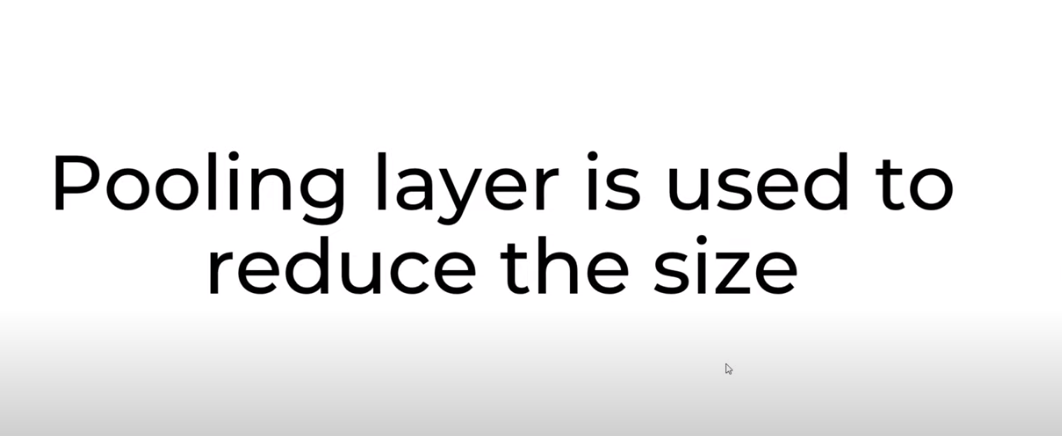 Pooling layer is used to
reduce the size